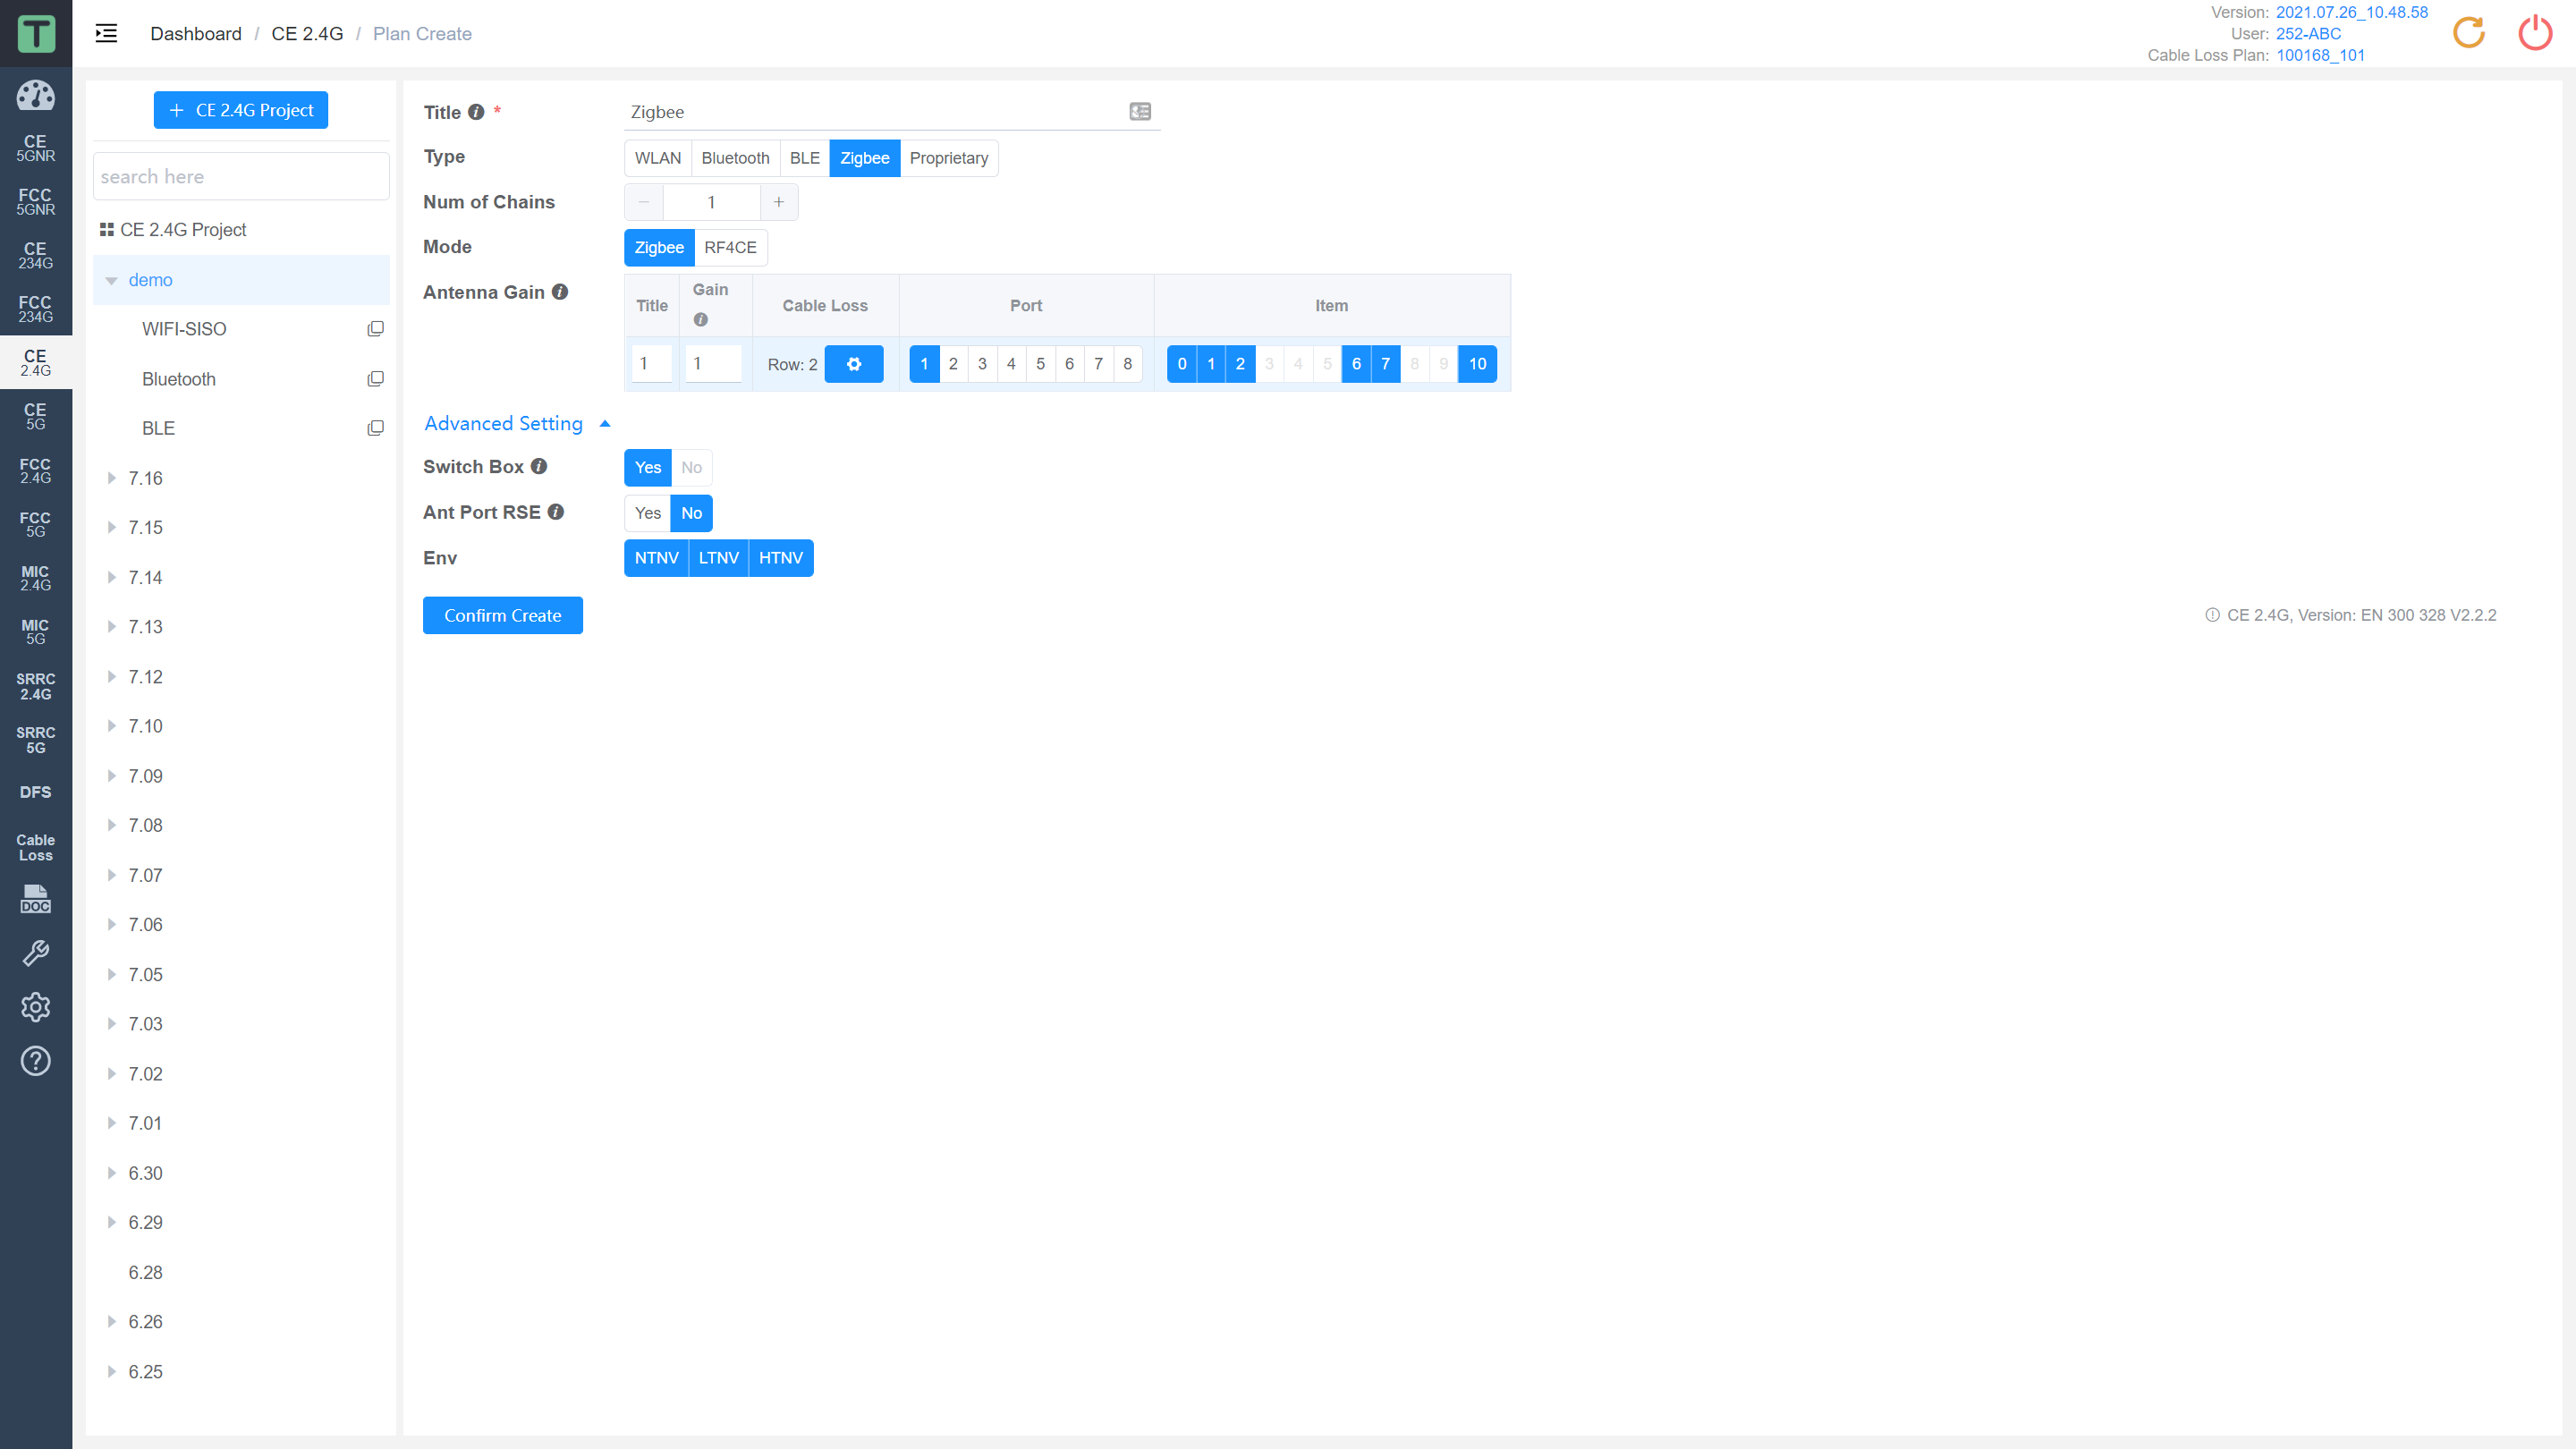 T
Dashboard / CE 2.4G / Plan Create
Version: 2021.07.26_10.48.58
User: 252-ABC
Cable Loss Plan: 100168_101
CE
5GNR
FCC
5GNR
CE
234G
FCC
234G
CE
2.4G
CE
5G
FCC
2.4G
FCC
5G
MIC
2.4G
MIC
5G
SRRC
2.4G
SRRC
5G
DFS
Cable
Loss
DOC
+ CE 2.4G Project
search here
CE 2.4G Project
demo
WIFI-SISO
Bluetooth
BLE
7.16
7.15
7.14
7.13
7.12
7.10
7.09
7.08
7.07
7.06
7.05
7.03
7.02
7.01
6.30
6.29
6.28
6.26
6.25
Title * Zigbee
Type WLAN Bluetooth BLE Zigbee Proprietary
Num of Chains − 1 +
Mode Zigbee RF4CE
Antenna Gain
Title Gain Cable Loss Port Item
1 1 Row: 2 1 2 3 4 5 6 7 8 0 1 2 3 4 5 6 7 8 9 10
Advanced Setting
Switch Box Yes No
Ant Port RSE Yes No
Env NTNV LTNV HTNV
Confirm Create
CE 2.4G, Version: EN 300 328 V2.2.2